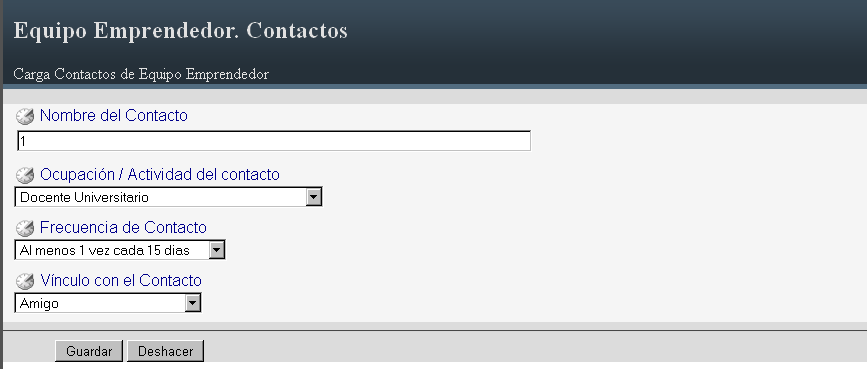 Equipo Emprendedor. Contactos
Carga Contactos de Equipo Emprendedor
Nombre del Contacto
1
Ocupación / Actividad del contacto
Docente Universitario
Frecuencia de Contacto
Al menos 1 vez cada 15 dias
Vínculo con el Contacto
Amigo
Guardar Deshacer